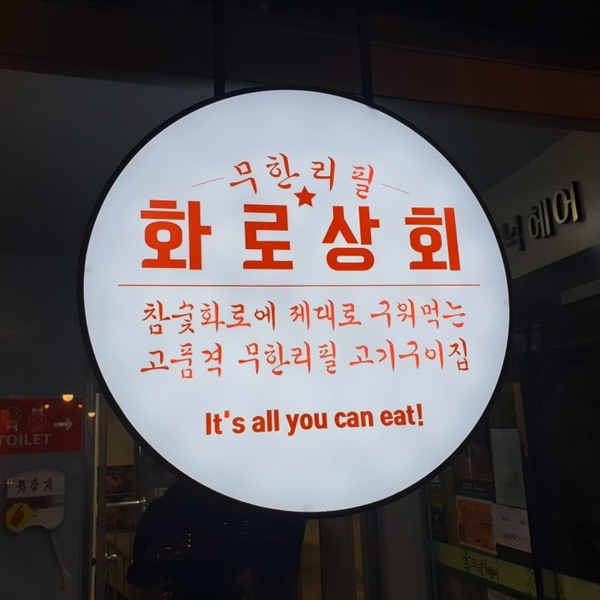 무한리필
화로상회
참숯화로에 제대로 구워먹는
고품격 무한리필 고기구이집
It's all you can eat!
닉헤어
TOILET
화장지